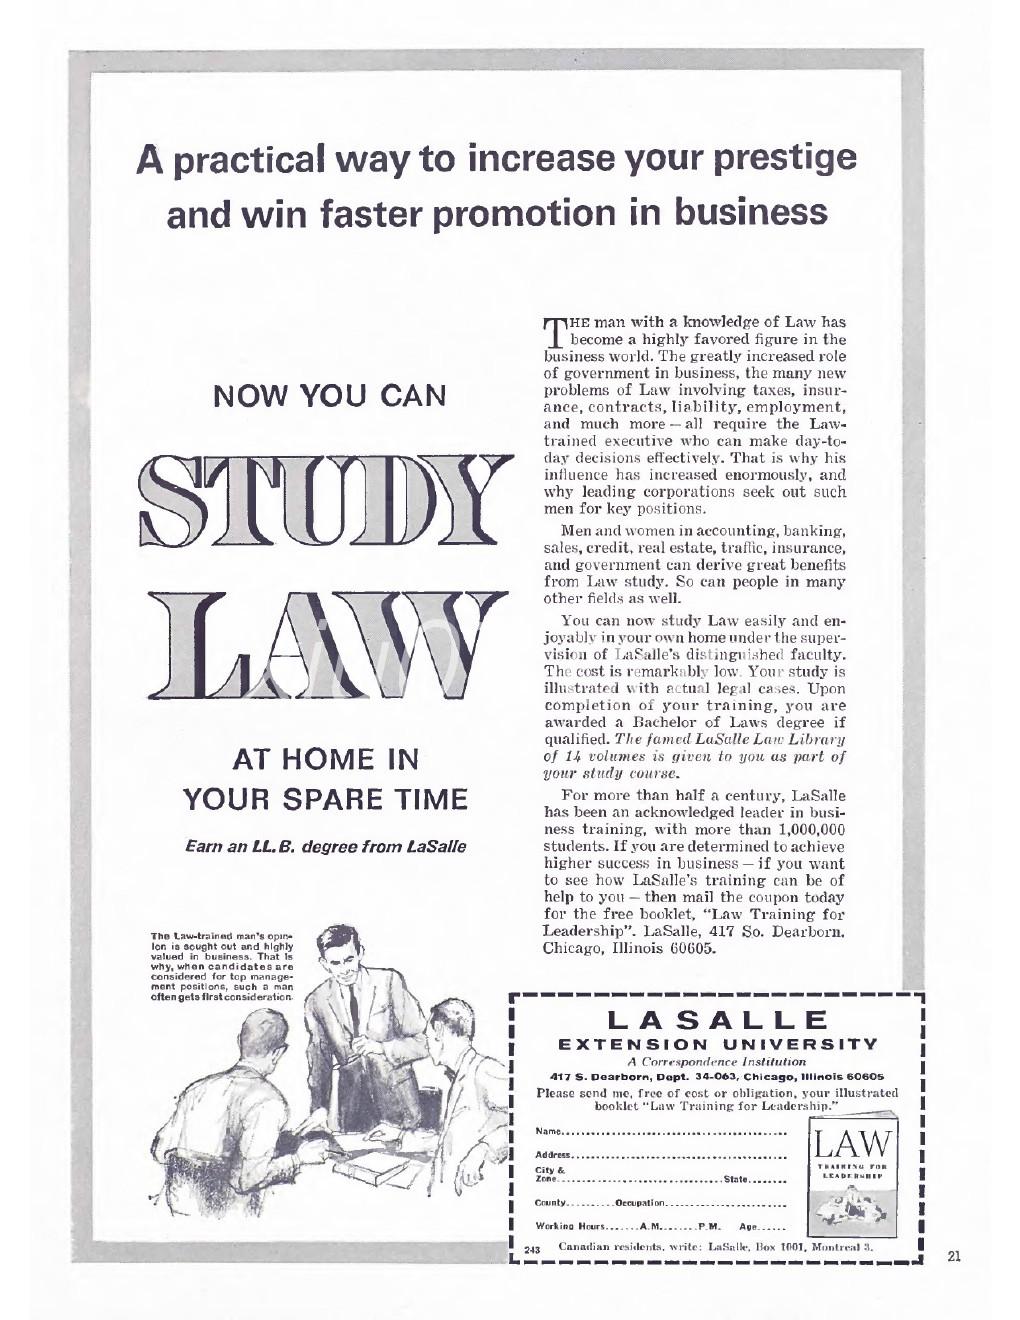 A practical way to increase your prestige
and win faster promotion in business
NOW YOU CAN
STUDY
LAW
AT HOME IN
YOUR SPARE TIME
Earn an LL.B. degree from LaSalle
The Law-trained man's opin-
ion is sought out and highly
valued in business. That is
why, when candidates are
considered for top manage-
ment positions, such a man
often gets first consideration.
THE man with a knowledge of Law has
become a highly favored figure in the
business world. The greatly increased role
of government in business, the many new
problems of Law involving taxes, insur-
ance, contracts, liability, employment,
and much more — all require the Law-
trained executive who can make day-to-
day decisions effectively. That is why his
influence has increased enormously, and
why leading corporations seek out such
men for key positions.
Men and women in accounting, banking,
sales, credit, real estate, traffic, insurance,
and government can derive great benefits
from Law study. So can people in many
other fields as well.
You can now study Law easily and en-
joyably in your own home under the super-
vision of LaSalle's distinguished faculty.
The cost is remarkably low. Your study is
illustrated with actual legal cases. Upon
completion of your training, you are
awarded a Bachelor of Laws degree if
qualified. The famed LaSalle Law Library
of 14 volumes is given to you as part of
your study course.
For more than half a century, LaSalle
has been an acknowledged leader in busi-
ness training, with more than 1,000,000
students. If you are determined to achieve
higher success in business — if you want
to see how LaSalle's training can be of
help to you — then mail the coupon today
for the free booklet, "Law Training for
Leadership". LaSalle, 417 So. Dearborn,
Chicago, Illinois 60605.
LASALLE
EXTENSION UNIVERSITY
A Correspondence Institution
417 S. Dearborn, Dept. 34-063, Chicago, Illinois 60605
Please send me, free of cost or obligation, your illustrated
booklet "Law Training for Leadership."
Name
Address
City &
Zone State
County Occupation
Working Hours A.M. P.M. Age
LAW
TRAINING FOR
LEADERSHIP
243 Canadian residents, write: LaSalle, Box 1001, Montreal 3.
21